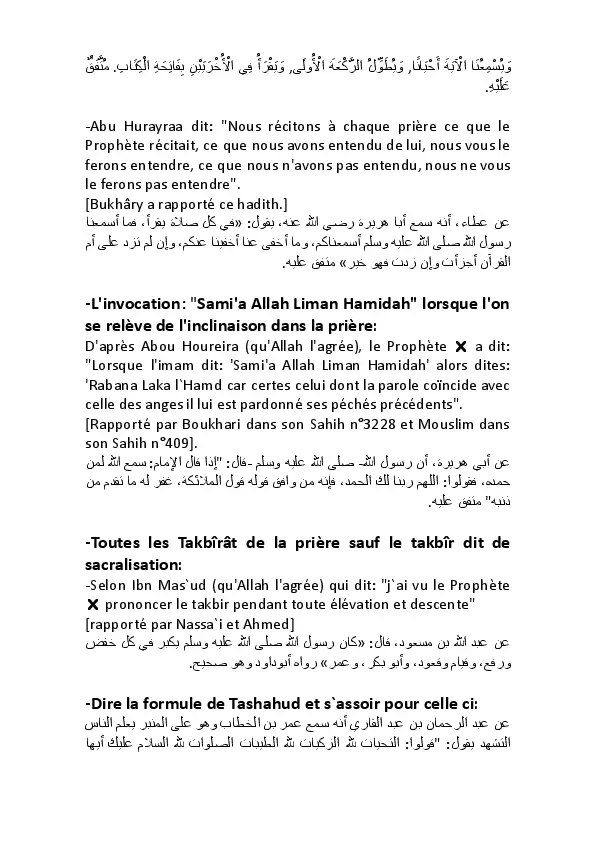 وَيُسْمِعُنَا الْآيَةَ أَحْيَانًا, وَيُطَوِّلُ الرَّكْعَةَ الْأُولَى, وَيَقْرَأُ فِي الْأُخْرَيَيْنِ بِفَاتِحَةِ الْكِتَابِ. مُتَّفَقٌ
عَلَيْهِ.
-Abu Hurayraa dit: "Nous récitons à chaque prière ce que le
Prophète récitait, ce que nous avons entendu de lui, nous vous le
ferons entendre, ce que nous n'avons pas entendu, nous ne vous
le ferons pas entendre".
[Bukhâry a rapporté ce hadith.]
عن عطاء، أنه سمع أبا هريرة رضي الله عنه، يقول: «في كل صلاة يقرأ، فما أسمعنا
رسول الله صلى الله عليه وسلم أسمعناكم، وما أخفى عنا أخفينا عنكم، وإن لم تزد على أم
القرآن أجزأت وإن زدت فهو خير» متفق عليه.
-L'invocation: "Sami'a Allah Liman Hamidah" lorsque l'on
se relève de l'inclinaison dans la prière:
D'après Abou Houreira (qu'Allah l'agrée), le Prophète ✗ a dit:
"Lorsque l'imam dit: 'Sami'a Allah Liman Hamidah' alors dites:
'Rabana Laka l`Hamd car certes celui dont la parole coïncide avec
celle des anges il lui est pardonné ses péchés précédents".
[Rapporté par Boukhari dans son Sahih n°3228 et Mouslim dans
son Sahih n°409].
عن أبي هريرة، أن رسول الله- صلى الله عليه وسلم -قال: "إذا قال الإمام: سمع الله لمن
حمده، فقولوا: اللهم ربنا لك الحمد، فإنه من وافق قوله قول الملائكة، غفر له ما تقدم من
ذنبه" متفق عليه.
-Toutes les Takbîrât de la prière sauf le takbîr dit de
sacralisation:
-Selon Ibn Mas`ud (qu'Allah l'agrée) qui dit: "j`ai vu le Prophète
✗ prononcer le takbir pendant toute élévation et descente"
[rapporté par Nassa`i et Ahmed]
عن عبد الله بن مسعود، قال: «كان رسول الله صلى الله عليه وسلم يكبر في كل خفض
ورفع، وقيام وقعود، وأبو بكر، وعمر» رواه أبوداود وهو صحيح.
-Dire la formule de Tashahud et s`assoir pour celle ci:
عن عبد الرحمان بن عبد القاري أنه سمع عمر بن الخطاب وهو على المنبر يعلم الناس
التشهد يقول: "قولوا: التحيات لله الزكيات لله الطيبات الصلوات لله السلام عليك أيها